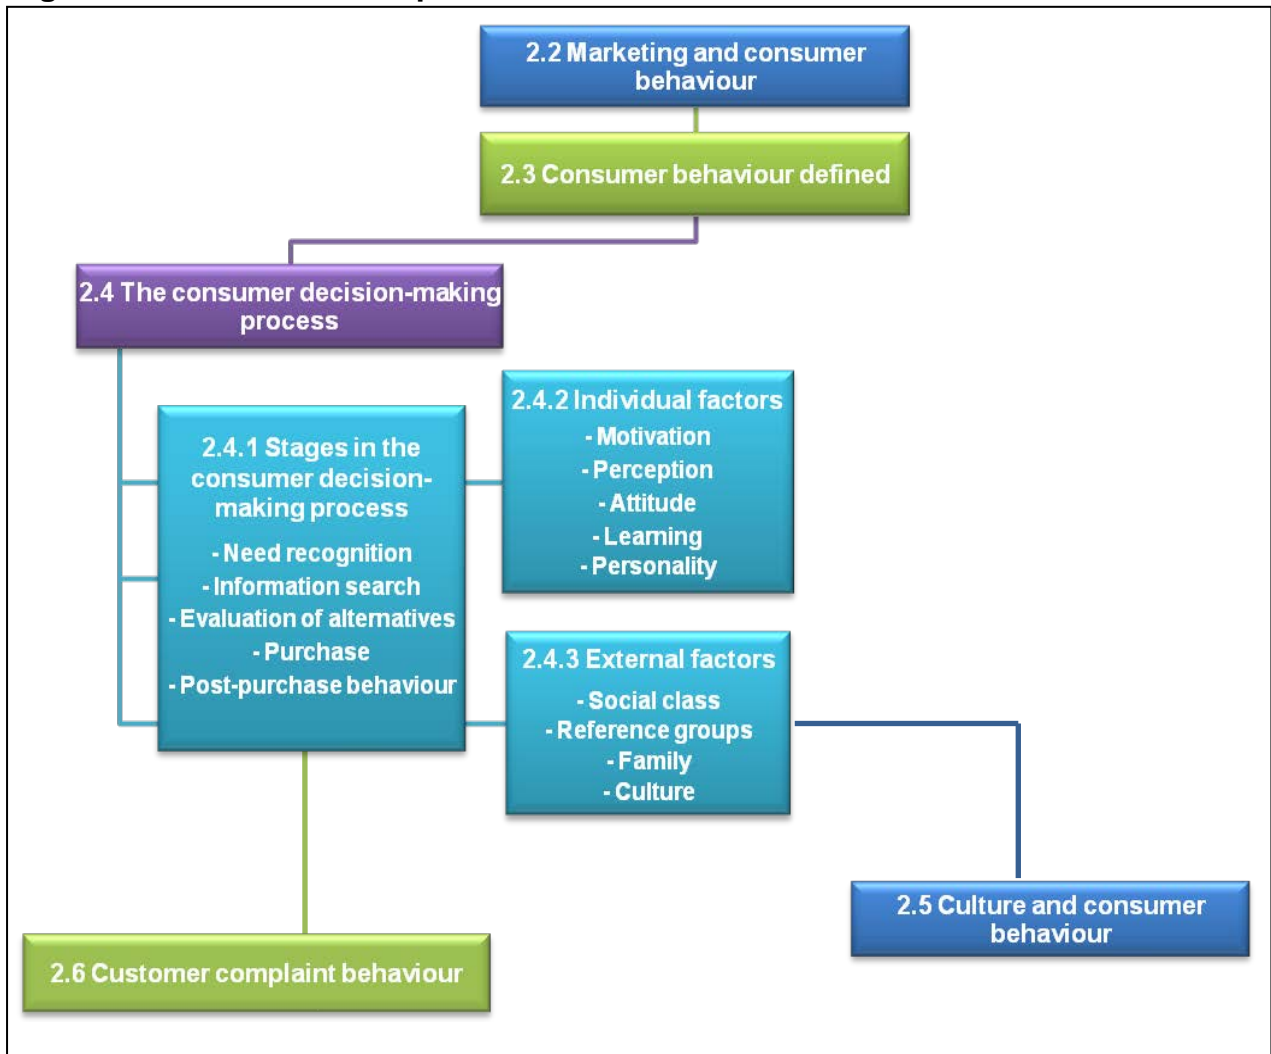 2.2 Marketing and consumer
behaviour
2.3 Consumer behaviour defined
2.4 The consumer decision-making
process
2.4.1 Stages in the
consumer decision-
making process
- Need recognition
- Information search
- Evaluation of alternatives
- Purchase
- Post-purchase behaviour
2.4.2 Individual factors
- Motivation
- Perception
- Attitude
- Learning
- Personality
2.4.3 External factors
- Social class
- Reference groups
- Family
- Culture
2.5 Culture and consumer
behaviour
2.6 Customer complaint behaviour